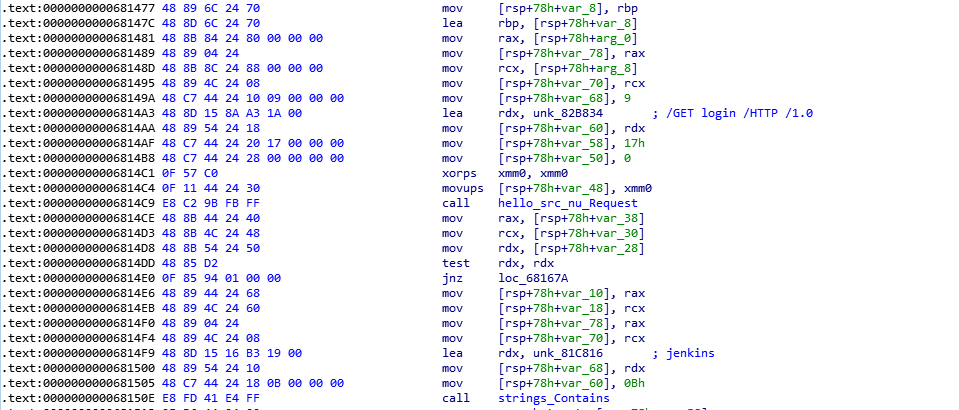 .text:0000000000681477 48 89 6C 24 70 mov [rsp+78h+var_8], rbp
.text:000000000068147C 48 8D 6C 24 70 lea rbp, [rsp+78h+var_8]
.text:0000000000681481 48 8B 84 24 80 00 00 00 mov rax, [rsp+78h+arg_0]
.text:0000000000681489 48 89 04 24 mov [rsp+78h+var_78], rax
.text:000000000068148D 48 8B 8C 24 88 00 00 00 mov rcx, [rsp+78h+arg_8]
.text:0000000000681495 48 89 4C 24 08 mov [rsp+78h+var_70], rcx
.text:000000000068149A 48 C7 44 24 10 09 00 00 00 mov [rsp+78h+var_68], 9
.text:00000000006814A3 48 8D 15 8A A3 1A 00 lea rdx, unk_82B834 ; /GET login /HTTP /1.0
.text:00000000006814AA 48 89 54 24 18 mov [rsp+78h+var_60], rdx
.text:00000000006814AF 48 C7 44 24 20 17 00 00 00 mov [rsp+78h+var_58], 17h
.text:00000000006814B8 48 C7 44 24 28 00 00 00 00 mov [rsp+78h+var_50], 0
.text:00000000006814C1 0F 57 C0 xorps xmm0, xmm0
.text:00000000006814C4 0F 11 44 24 30 movups [rsp+78h+var_48], xmm0
.text:00000000006814C9 E8 C2 9B FB FF call hello_src_nu_Request
.text:00000000006814CE 48 8B 44 24 40 mov rax, [rsp+78h+var_38]
.text:00000000006814D3 48 8B 4C 24 48 mov rcx, [rsp+78h+var_30]
.text:00000000006814D8 48 8B 54 24 50 mov rdx, [rsp+78h+var_28]
.text:00000000006814DD 48 85 D2 test rdx, rdx
.text:00000000006814E0 0F 85 94 01 00 00 jnz loc_68167A
.text:00000000006814E6 48 89 44 24 68 mov [rsp+78h+var_10], rax
.text:00000000006814EB 48 89 4C 24 60 mov [rsp+78h+var_18], rcx
.text:00000000006814F0 48 89 04 24 mov [rsp+78h+var_78], rax
.text:00000000006814F4 48 89 4C 24 08 mov [rsp+78h+var_70], rcx
.text:00000000006814F9 48 8D 15 16 B3 19 00 lea rdx, unk_81C816 ; jenkins
.text:0000000000681500 48 89 54 24 10 mov [rsp+78h+var_68], rdx
.text:0000000000681505 48 C7 44 24 18 0B 00 00 00 mov [rsp+78h+var_60], 0Bh
.text:000000000068150E E8 FD 41 E4 FF call strings_Contains